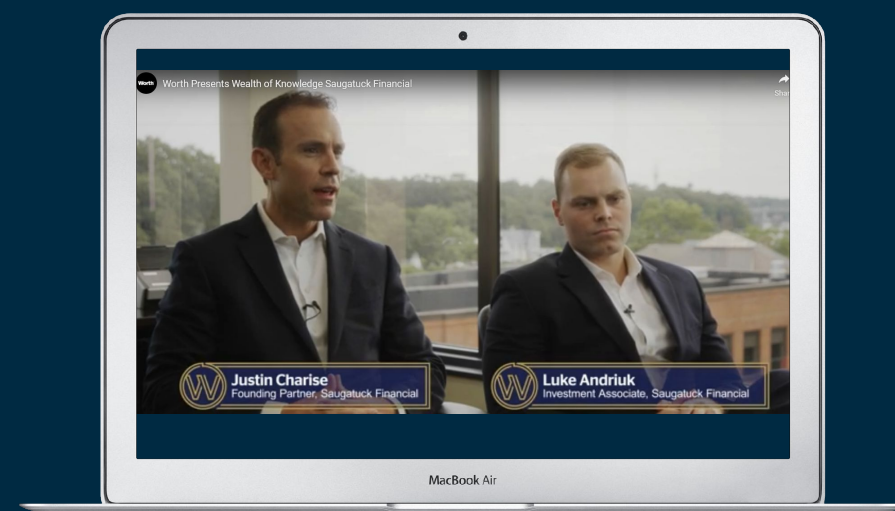 Worth
Worth Presents Wealth of Knowledge Saugatuck Financial
Shar
W
Justin Charise
Founding Partner, Saugatuck Financial
W
Luke Andriuk
Investment Associate, Saugatuck Financial
MacBook Air